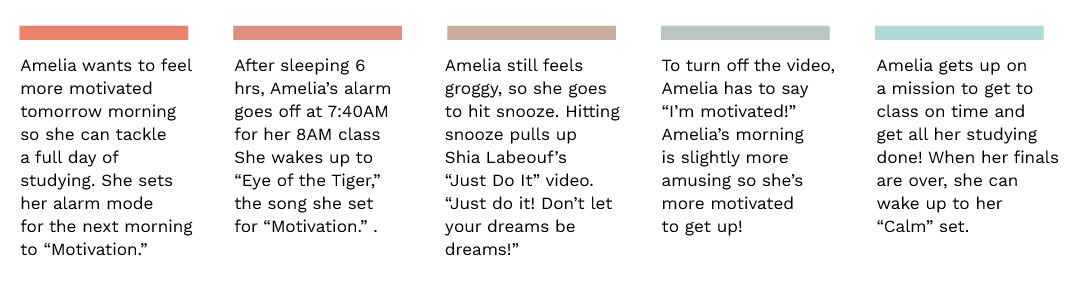 Amelia wants to feel
more motivated
tomorrow morning
so she can tackle
a full day of
studying. She sets
her alarm mode
for the next morning
to “Motivation.”
After sleeping 6
hrs, Amelia’s alarm
goes off at 7:40AM
for her 8AM class
She wakes up to
“Eye of the Tiger,”
the song she set
for “Motivation.” .
Amelia still feels
groggy, so she goes
to hit snooze. Hitting
snooze pulls up
Shia Labeouf’s
“Just Do It” video.
“Just do it! Don’t let
your dreams be
dreams!”
To turn off the video,
Amelia has to say
“I’m motivated!”
Amelia’s morning
is slightly more
amusing so she’s
more motivated
to get up!
Amelia gets up on
a mission to get to
class on time and
get all her studying
done! When her finals
are over, she can
wake up to her
“Calm” set.